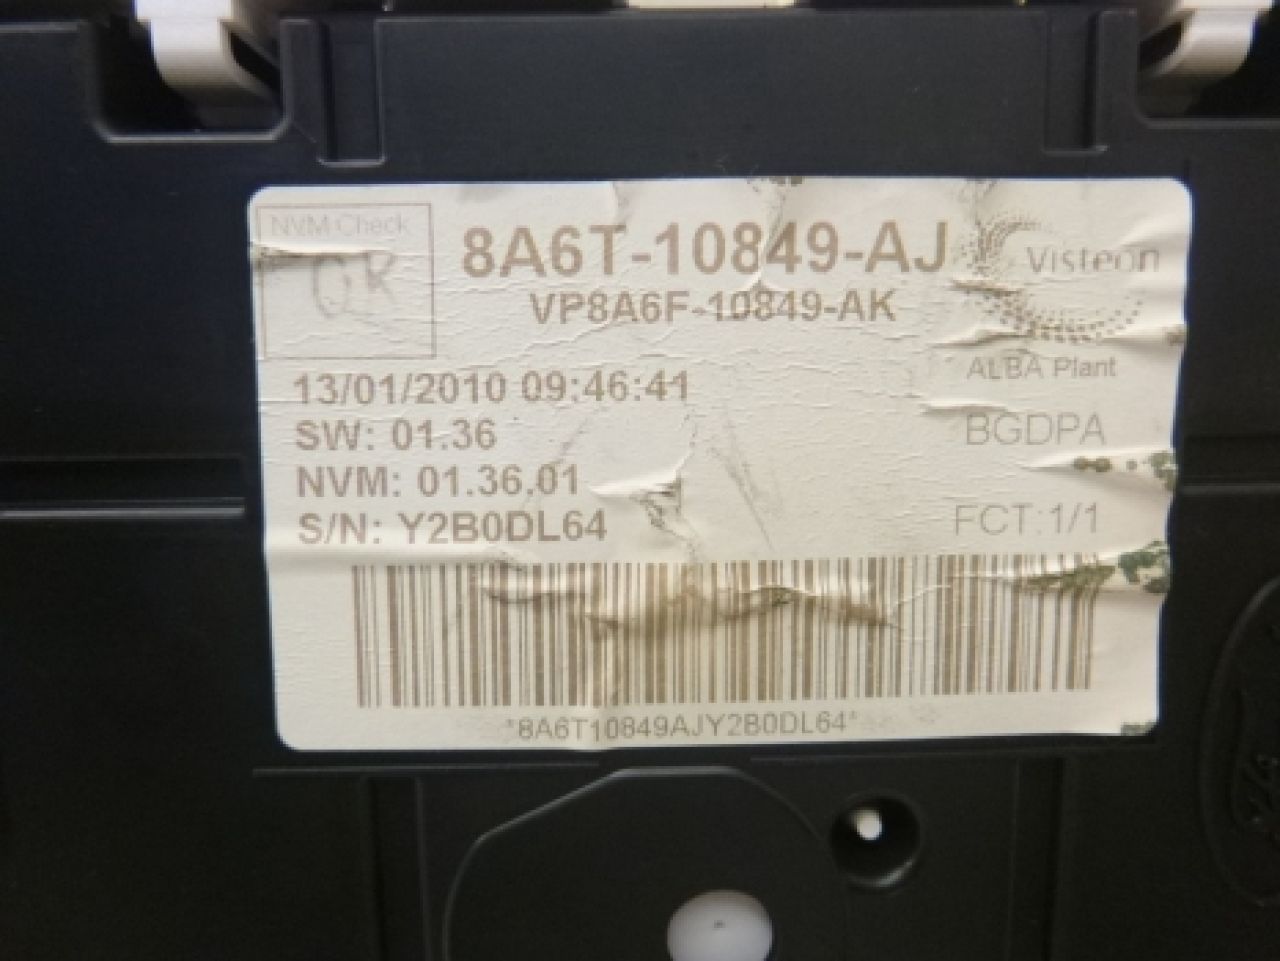 NVM Check
OK
8A6T-10849-AJ
VP8A6F-10849-AK
Visteon
ALBA Plant
13/01/2010 09:46:41
SW: 01.36
BGDPA
NVM: 01.36.01
S/N: Y2B0DL64
FCT:1/1
*8A6T10849AJY2B0DL64*